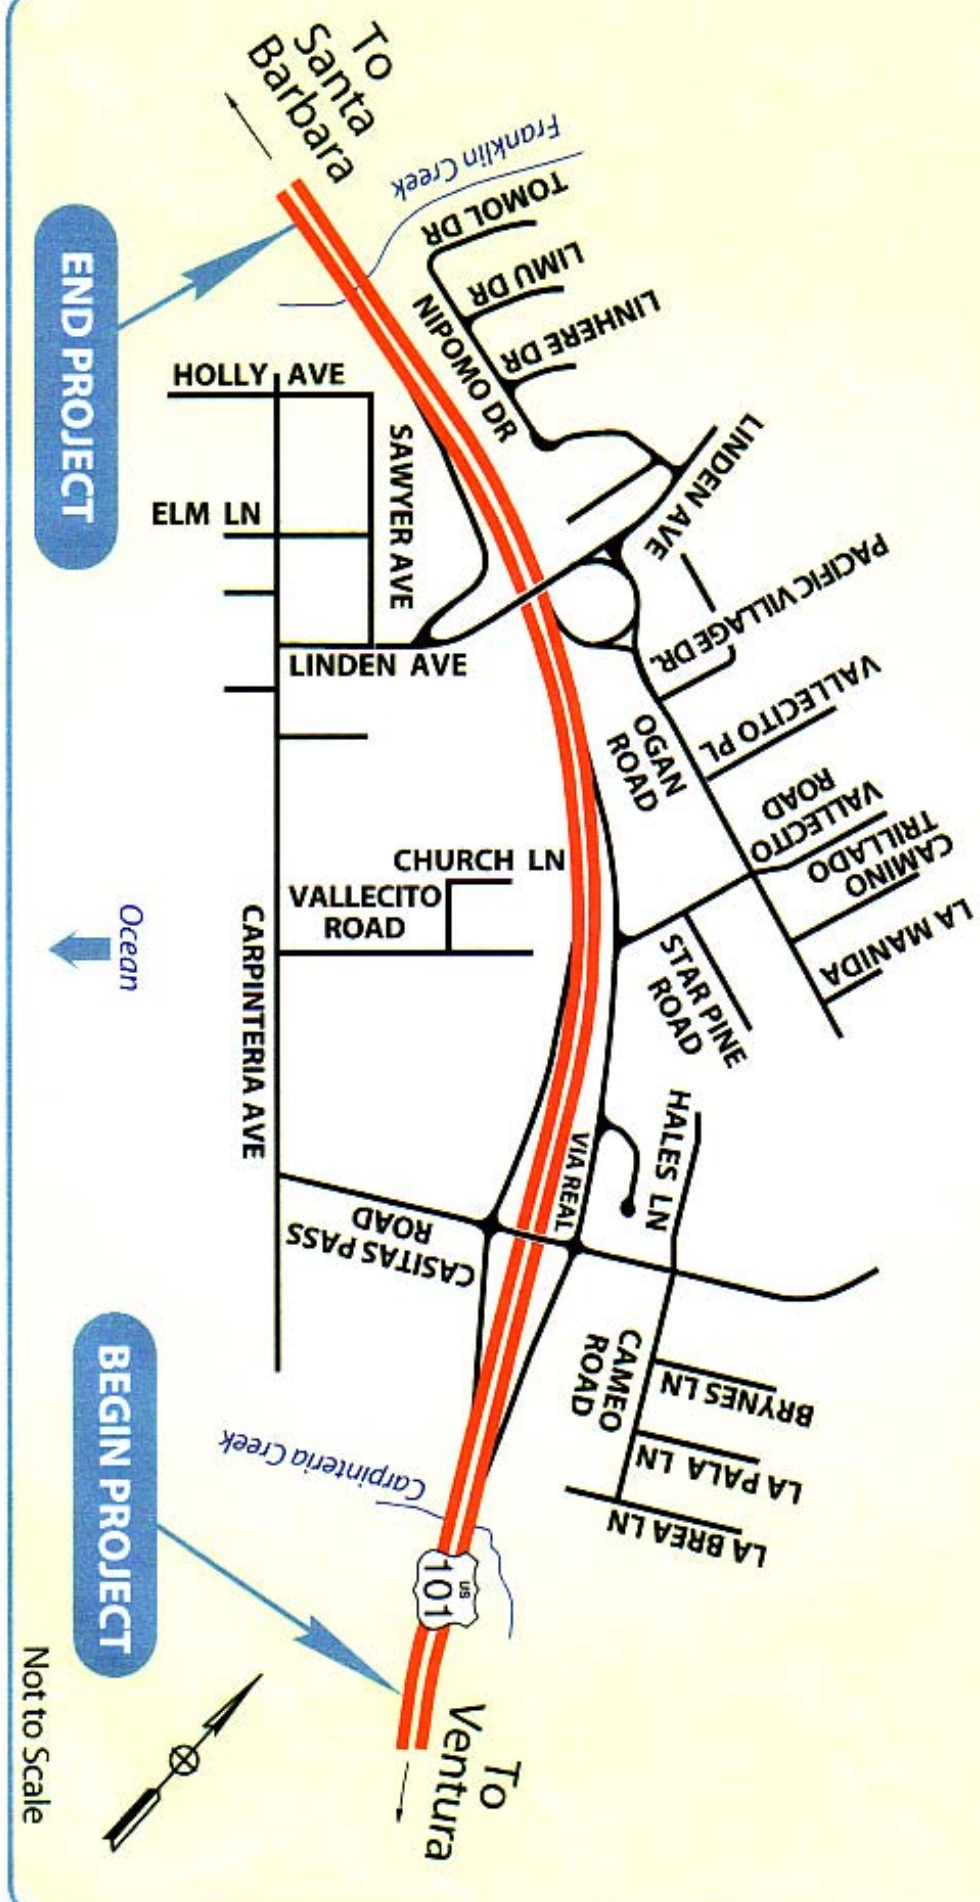 To
Santa
Barbara
Franklin Creek
TOMOL DR
LIMU DR
LINHERE DR
NIPOMO DR
LINDEN AVE
PACIFIC VILLAGE DR.
VALLECITO PL
OGAN
ROAD
VALLECITO
ROAD
CAMINO
TRILLADO
LA MANIDA
STAR PINE
ROAD
HALES LN
VIA REAL
CAMEO
ROAD
BRYNES LN
LA PALA LN
LA BREA LN
END PROJECT
HOLLY AVE
SAWYER AVE
ELM LN
LINDEN AVE
CHURCH LN
VALLECITO
ROAD
CARPINTERIA AVE
Ocean
CASITAS PASS
ROAD
Carpinteria Creek
BEGIN PROJECT
US
101
To
Ventura
Not to Scale